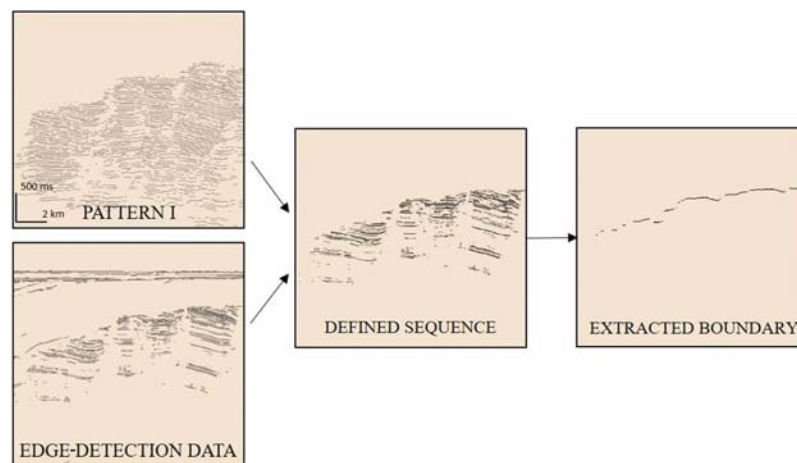 500 ms
2 km
PATTERN I
EDGE-DETECTION DATA
DEFINED SEQUENCE
EXTRACTED BOUNDARY